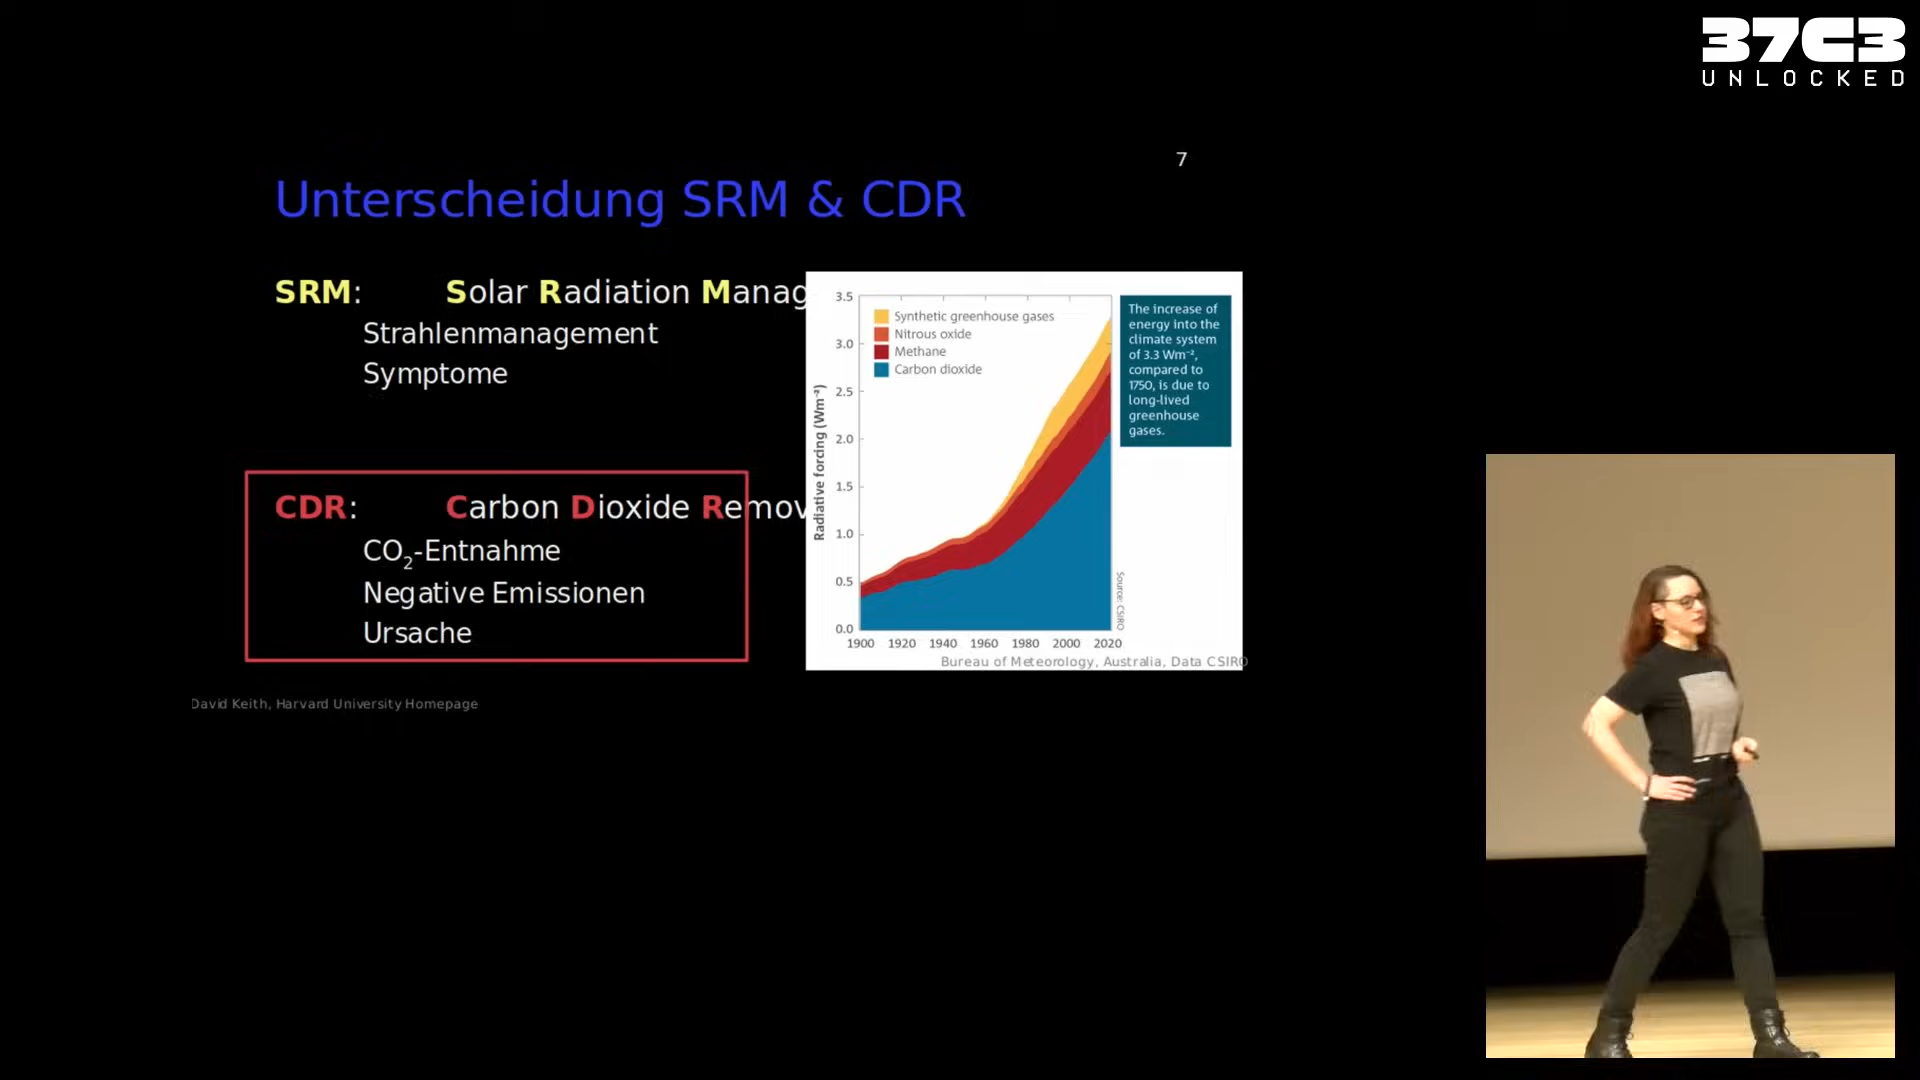 37C3
UNLOCKED
7
Unterscheidung SRM & CDR
SRM: Solar Radiation Manag
Strahlenmanagement
Symptome
CDR: Carbon Dioxide Remov
CO₂-Entnahme
Negative Emissionen
Ursache
David Keith, Harvard University Homepage
Radiative forcing (Wm⁻²)
3.5
3.0
2.5
2.0
1.5
1.0
0.5
0.0
Synthetic greenhouse gases
Nitrous oxide
Methane
Carbon dioxide
1900 1920 1940 1960 1980 2000 2020
The increase of
energy into the
climate system
of 3.3 Wm⁻²,
compared to
1750, is due to
long-lived
greenhouse
gases.
Source: CSIRO
Bureau of Meteorology, Australia, Data CSIRO